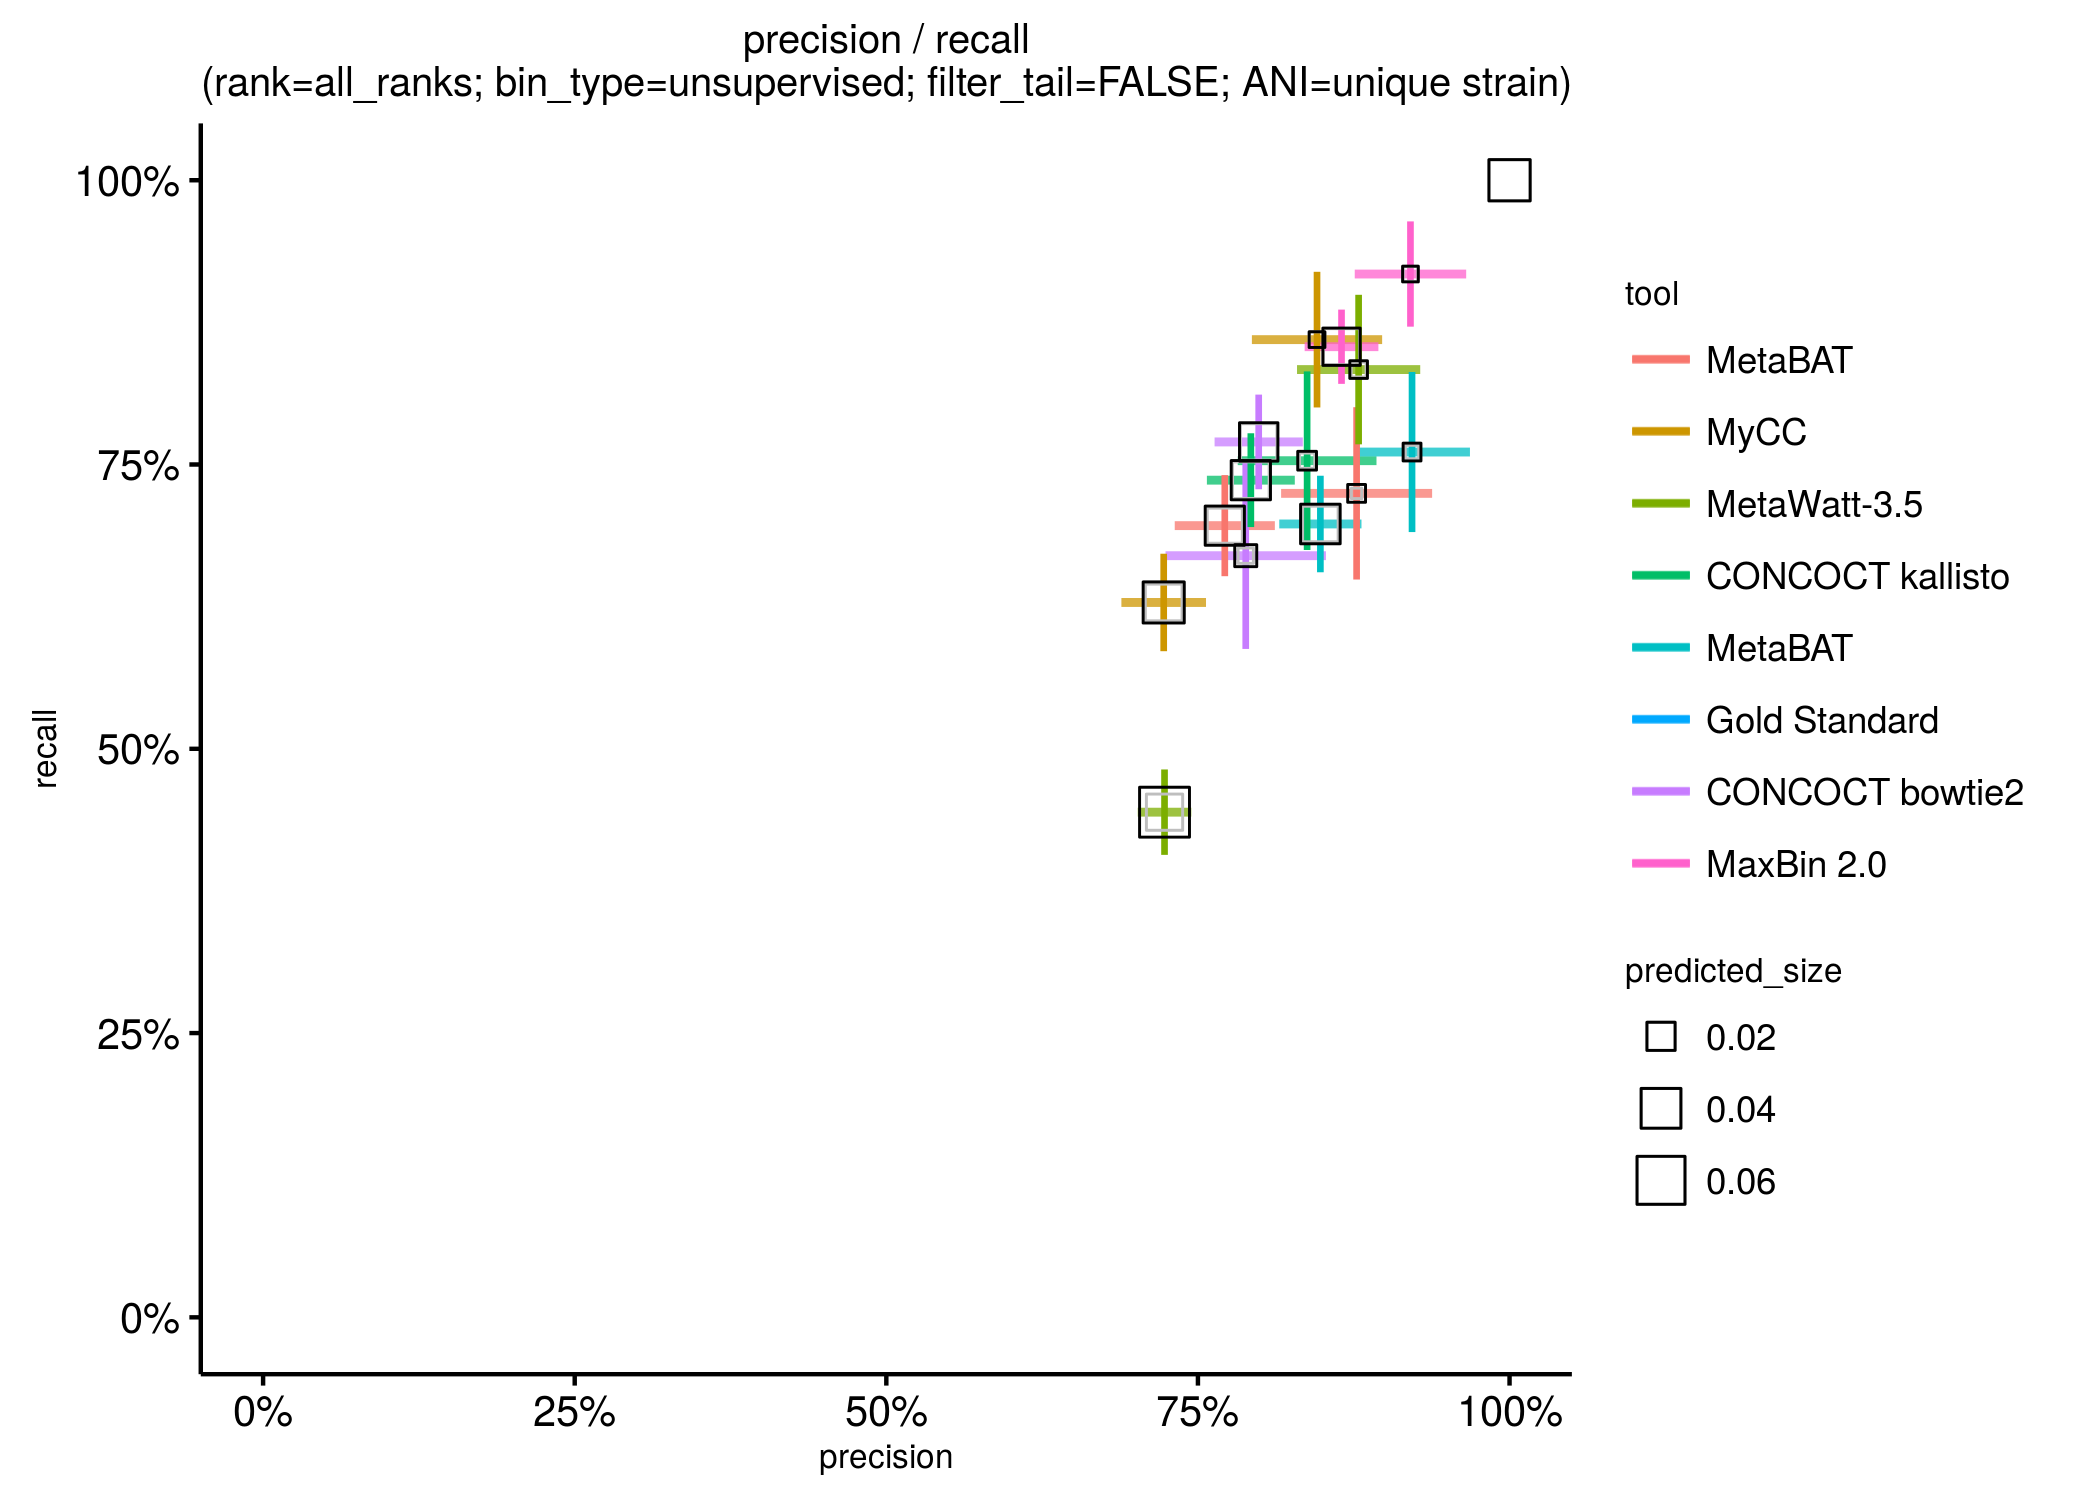 precision / recall
(rank=all_ranks; bin_type=unsupervised; filter_tail=FALSE; ANI=unique strain)
100%
75%
50%
25%
0%
recall
0%
25%
50%
75%
100%
precision
tool
MetaBAT
MyCC
MetaWatt-3.5
CONCOCT kallisto
MetaBAT
Gold Standard
CONCOCT bowtie2
MaxBin 2.0
predicted_size
0.02
0.04
0.06